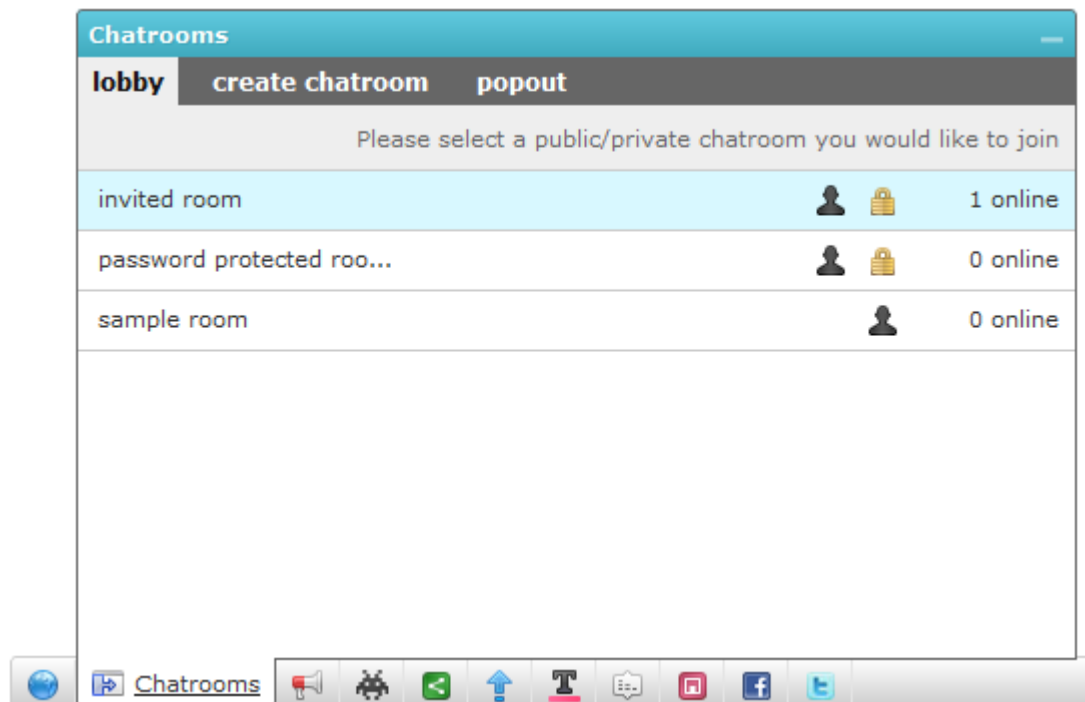 Chatrooms
lobby create chatroom popout
Please select a public/private chatroom you would like to join
invited room 1 online
password protected roo... 0 online
sample room 0 online
Chatrooms